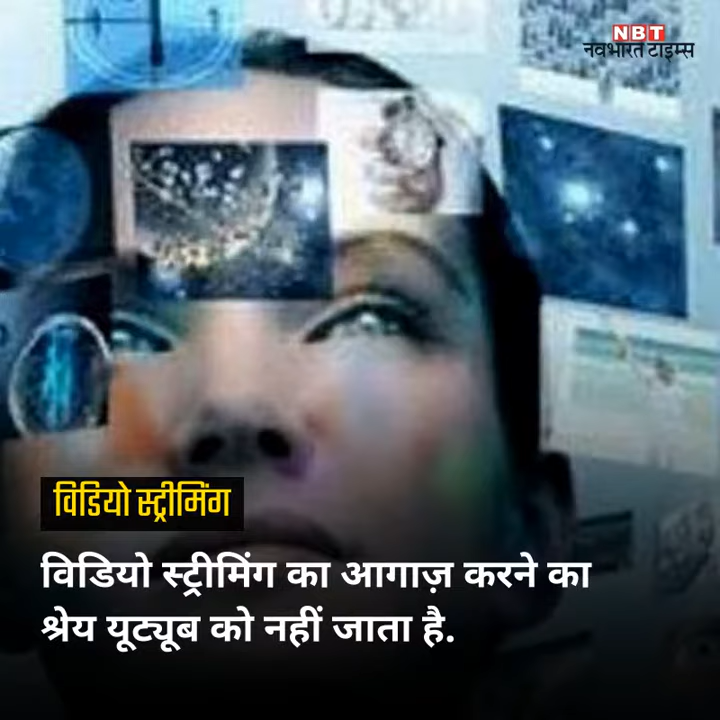 NBT
नवभारत टाइम्स
विडियो स्ट्रीमिंग
विडियो स्ट्रीमिंग का आगाज़ करने का
श्रेय यूट्यूब को नहीं जाता है.